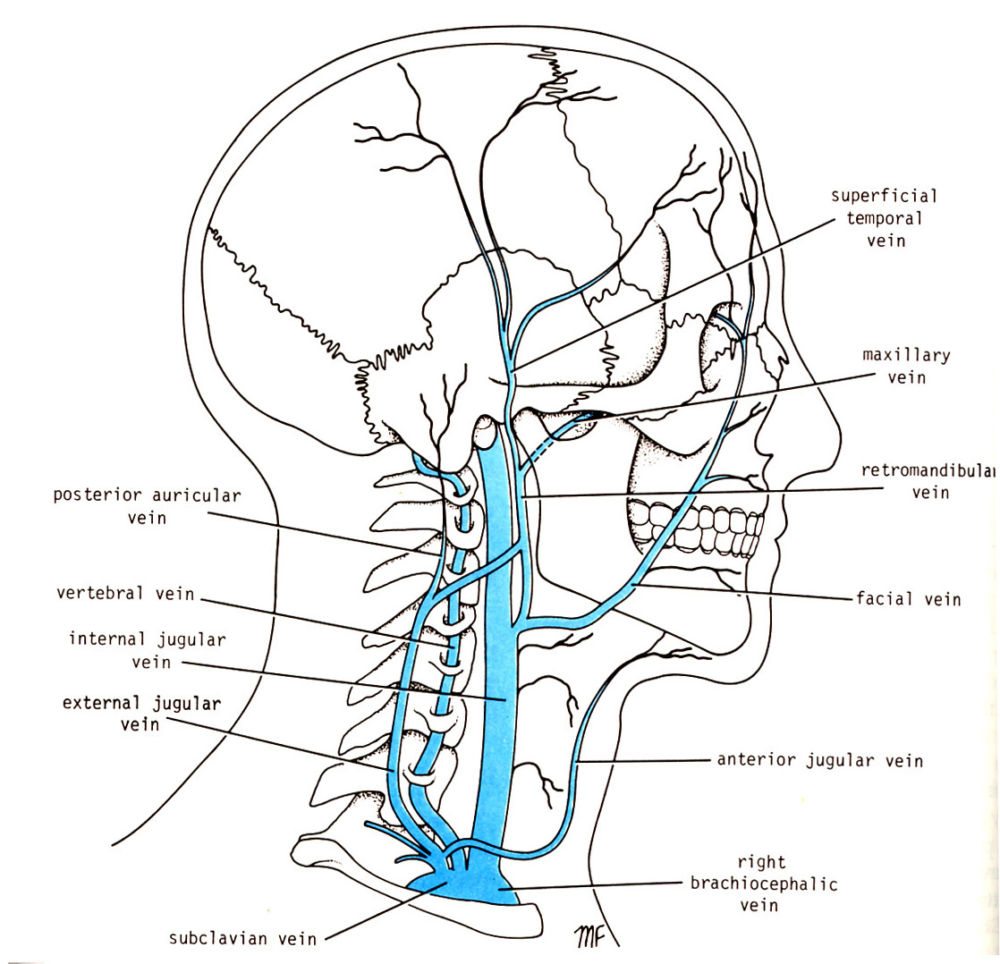 superficial
temporal
vein
maxillary
vein
retromandibular
vein
posterior auricular
vein
vertebral vein
facial vein
internal jugular
vein
external jugular
vein
anterior jugular vein
right
brachiocephalic
vein
subclavian vein
MF